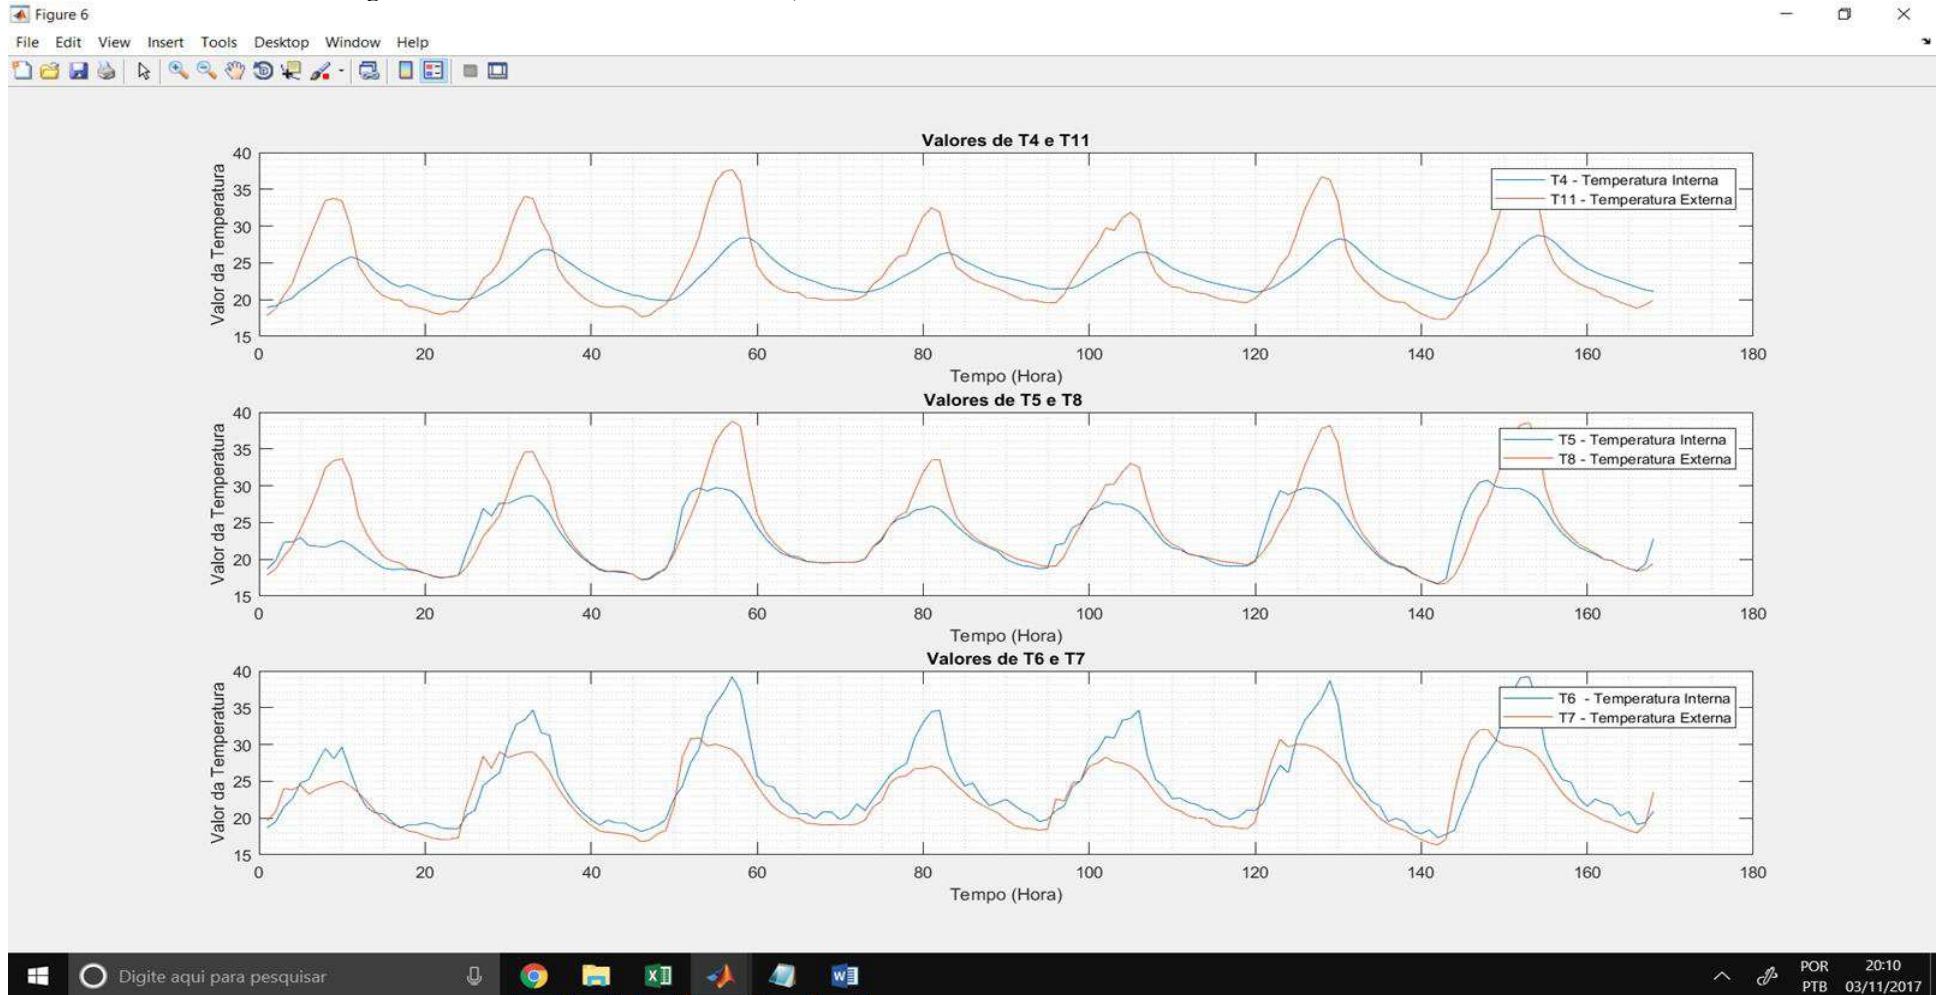 Figure 6
File Edit View Insert Tools Desktop Window Help
Valores de T4 e T11
Valor da Temperatura
40
35
30
25
20
15
T4 - Temperatura Interna
T11 - Temperatura Externa
0 20 40 60 80 100 120 140 160 180
Tempo (Hora)
Valores de T5 e T8
Valor da Temperatura
40
35
30
25
20
15
T5 - Temperatura Interna
T8 - Temperatura Externa
0 20 40 60 80 100 120 140 160 180
Tempo (Hora)
Valores de T6 e T7
Valor da Temperatura
40
35
30
25
20
15
T6 - Temperatura Interna
T7 - Temperatura Externa
0 20 40 60 80 100 120 140 160 180
Tempo (Hora)
Digite aqui para pesquisar
POR 20:10
PTB 03/11/2017